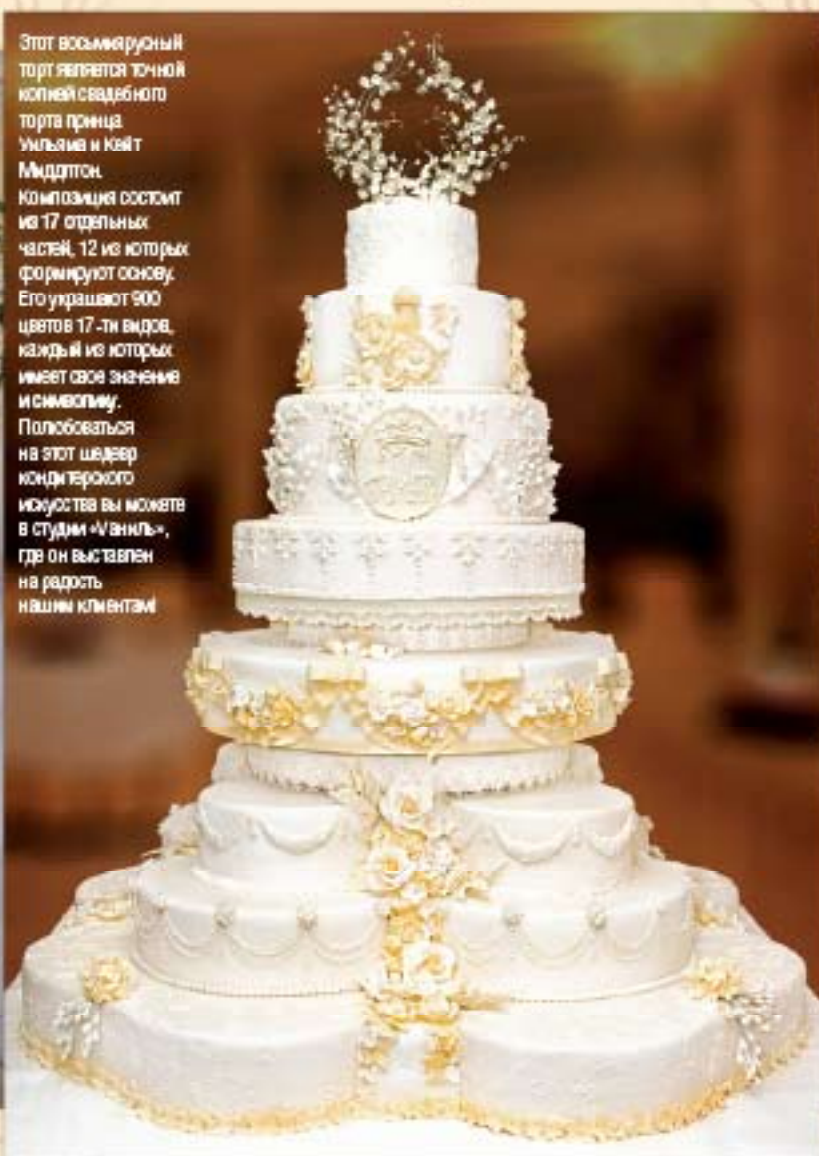 Этот восьмиярусный
торт является точной
копией свадебного
торта принца
Уильяма и Кейт
Миддлтон.
Композиция состоит
из 17 отдельных
частей, 12 из которых
формируют основу.
Его украшают 900
цветов 17-ти видов,
каждый из которых
имеет свое значение
и символику.
Полюбоваться
на этот шедевр
кондитерского
искусства вы можете
в студии «Vаниль»,
где он выставлен
на радость
нашим клиентам!